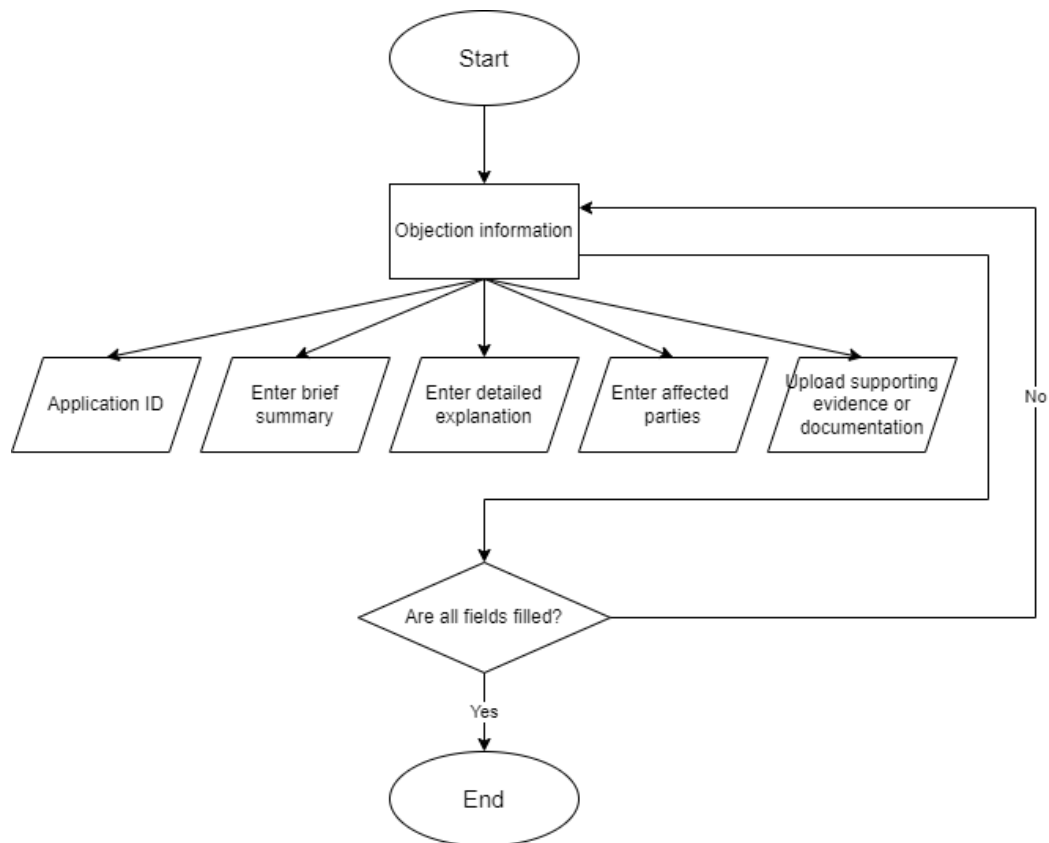 Start
Objection information
Application ID
Enter brief
summary
Enter detailed
explanation
Enter affected
parties
Upload supporting
evidence or
documentation
No
Are all fields filled?
Yes
End